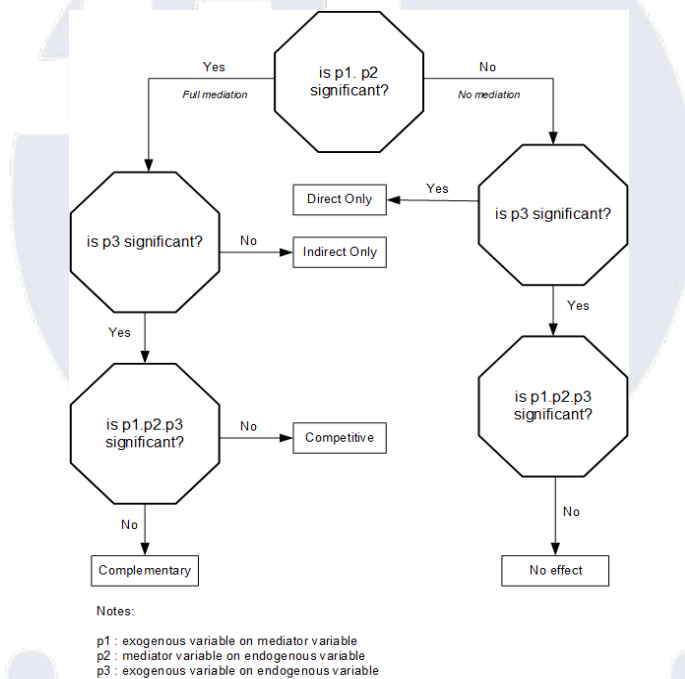 is p1. p2
significant?
Yes
Full mediation
No
No mediation
is p3 significant?
Direct Only
Yes
is p3 significant?
No
Indirect Only
Yes
Yes
is p1.p2.p3
significant?
No
Competitive
is p1.p2.p3
significant?
No
No
Complementary
No effect
Notes:
p1 : exogenous variable on mediator variable
p2 : mediator variable on endogenous variable
p3 : exogenous variable on endogenous variable